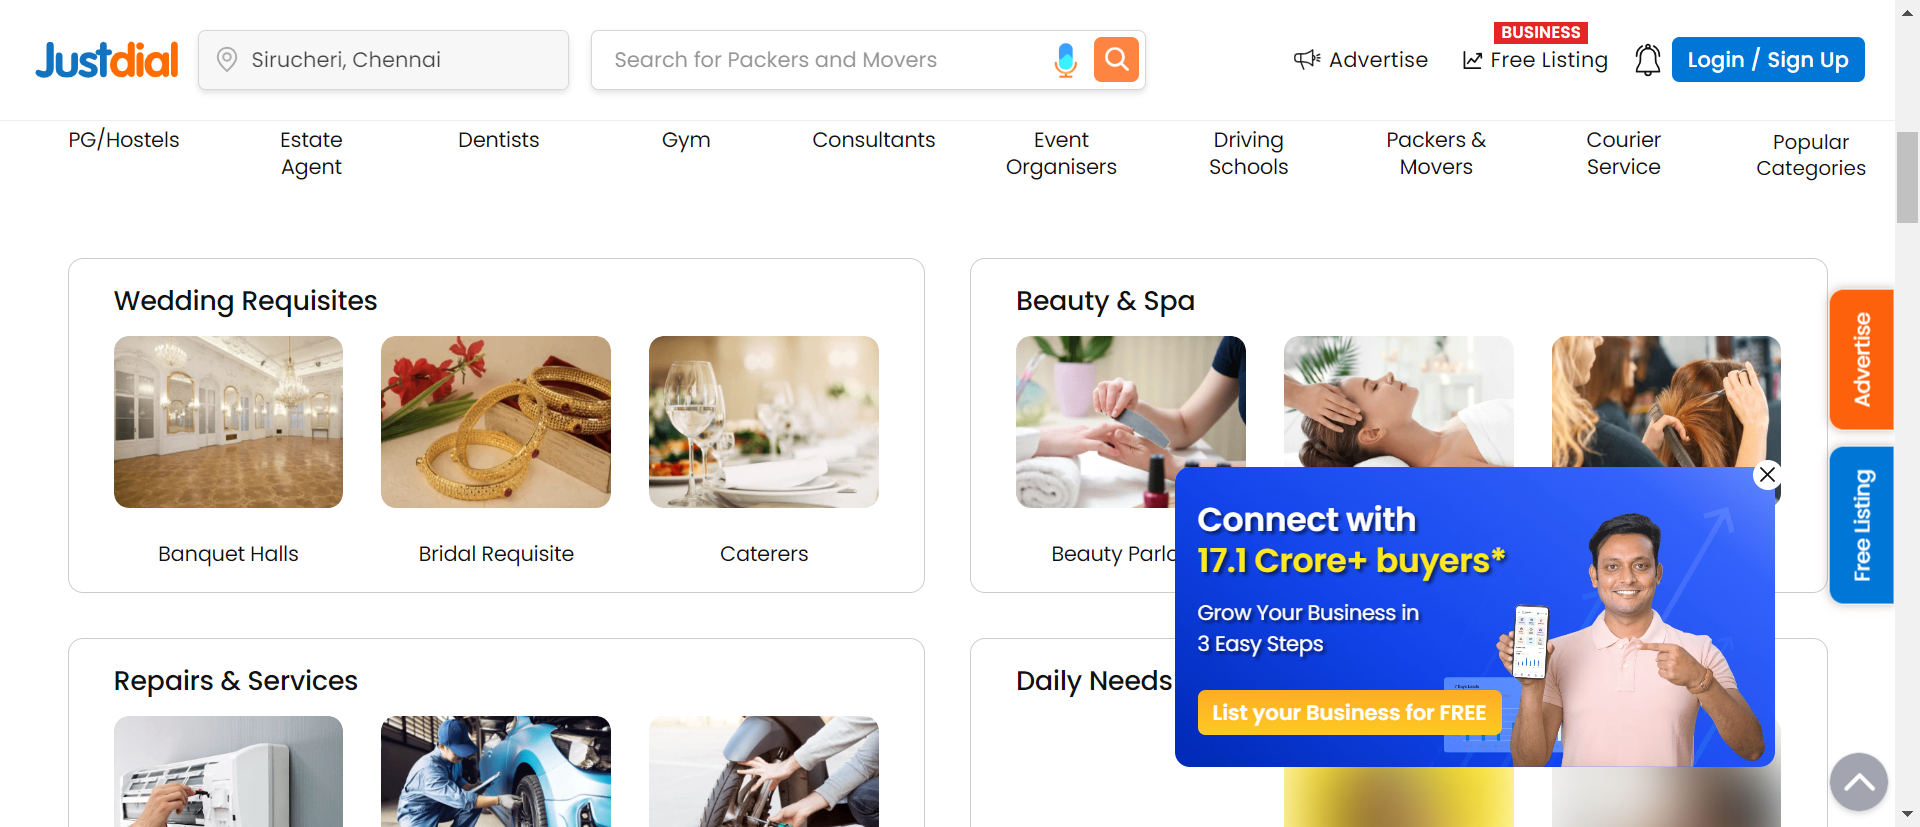 Justdial
Sirucheri, Chennai
Search for Packers and Movers
Advertise
BUSINESS
Free Listing
Login / Sign Up
PG/Hostels
Estate
Agent
Dentists
Gym
Consultants
Event
Organisers
Driving
Schools
Packers &
Movers
Courier
Service
Popular
Categories
Wedding Requisites
Banquet Halls
Bridal Requisite
Caterers
Beauty & Spa
Beauty
Advertise
Free Listing
Connect with
17.1 Crore+ buyers*
Grow Your Business in
3 Easy Steps
List your Business for FREE
Repairs & Services
Daily Needs